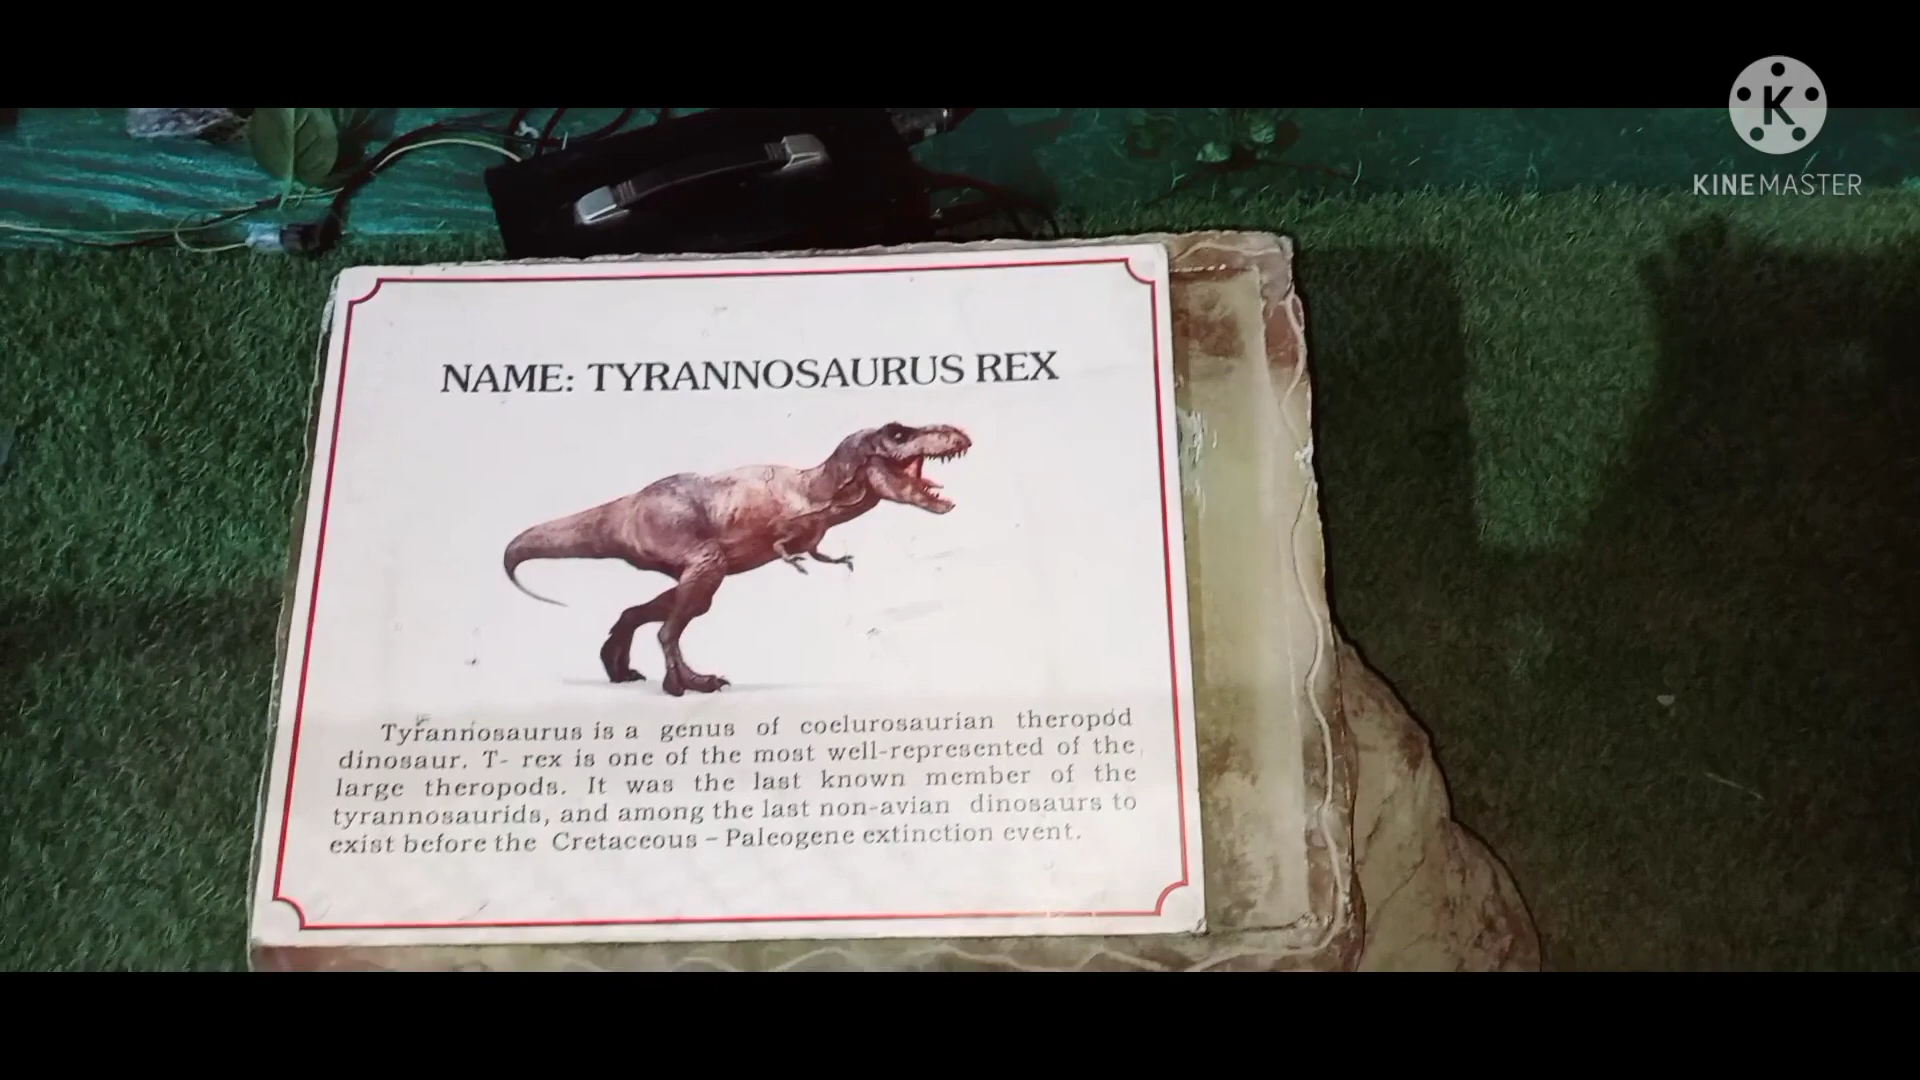 K
KINEMASTER
NAME: TYRANNOSAURUS REX
Tyrannosaurus is a genus of coelurosaurian theropod
dinosaur. T- rex is one of the most well-represented of the
large theropods. It was the last known member of the
tyrannosaurids, and among the last non-avian dinosaurs to
exist before the Cretaceous – Paleogene extinction event.